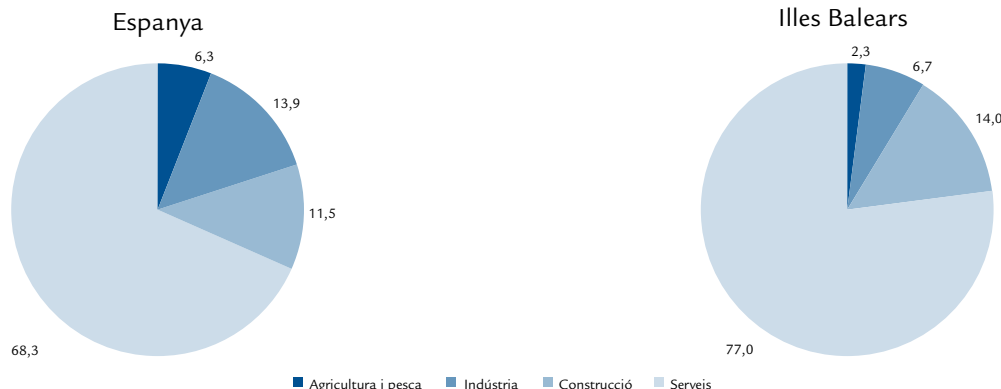 Espanya
Illes Balears
6,3
13,9
11,5
68,3
2,3
6,7
14,0
77,0
Agricultura i pesca Indústria Construcció Serveis